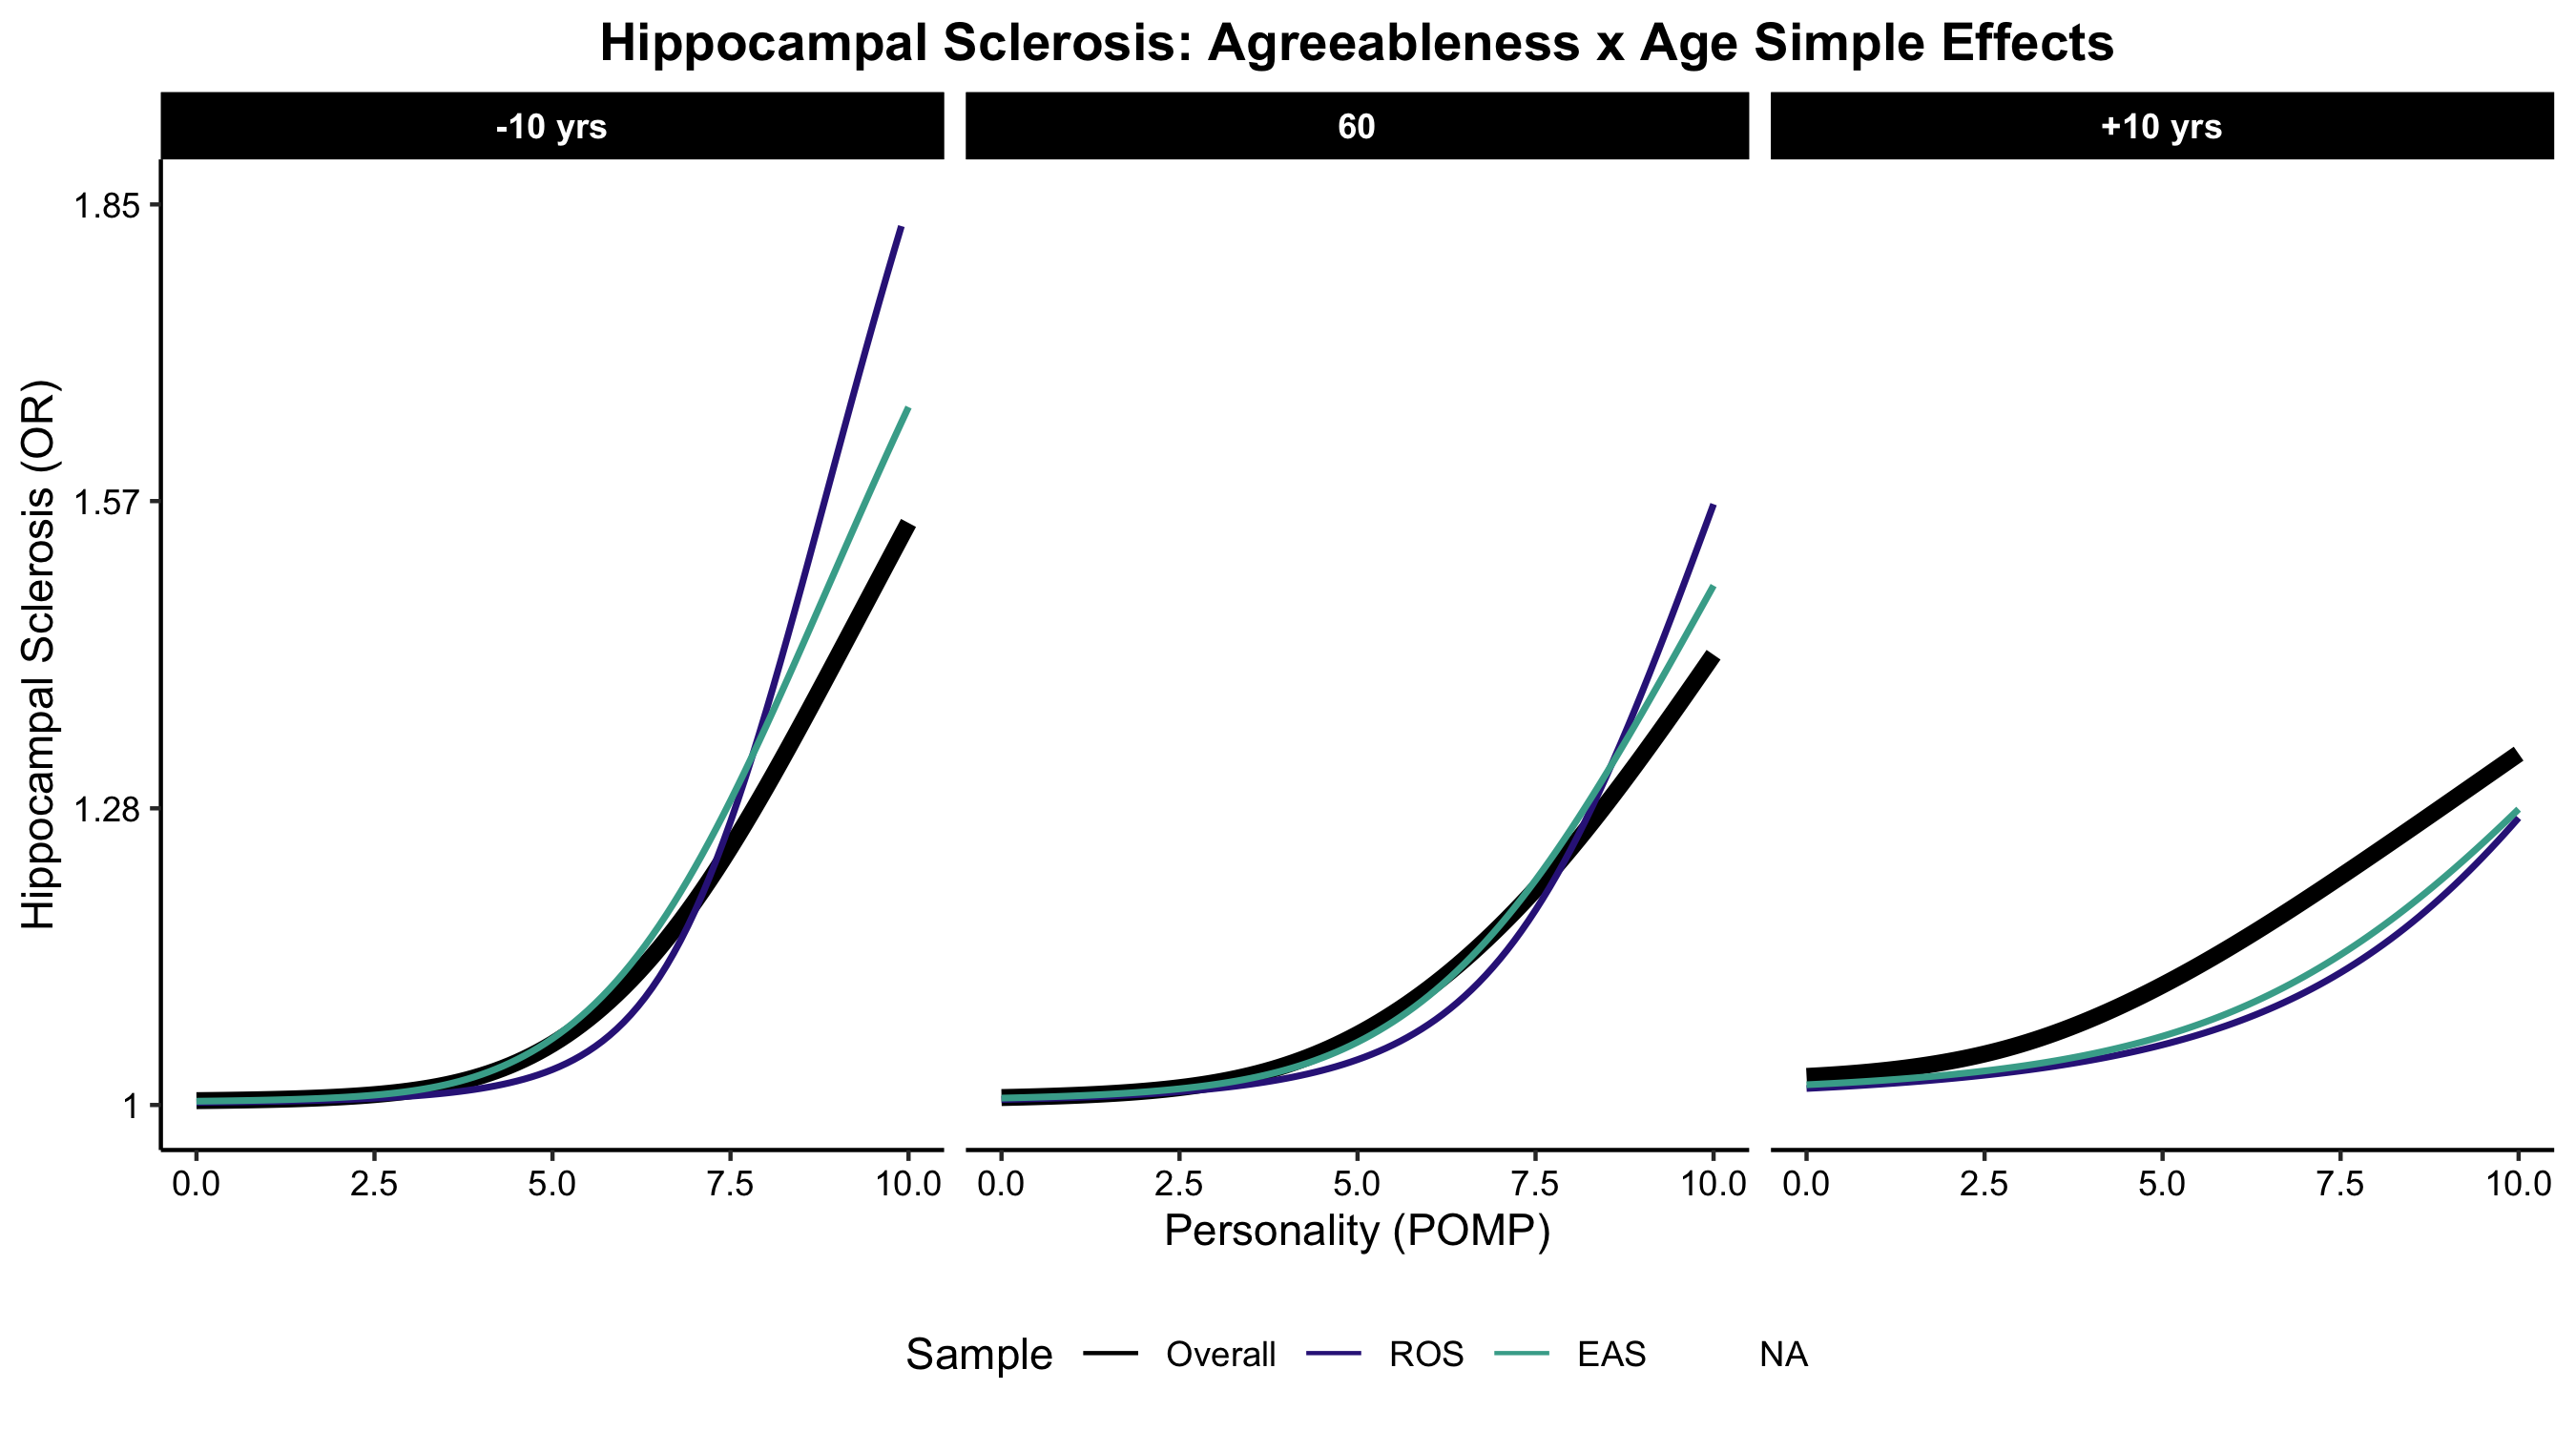 Hippocampal Sclerosis: Agreeableness x Age Simple Effects
-10 yrs 60 +10 yrs
Hippocampal Sclerosis (OR)
1.85
1.57
1.28
1
0.0 2.5 5.0 7.5 10.0 0.0 2.5 5.0 7.5 10.0 0.0 2.5 5.0 7.5 10.0
Personality (POMP)
Sample Overall ROS EAS NA